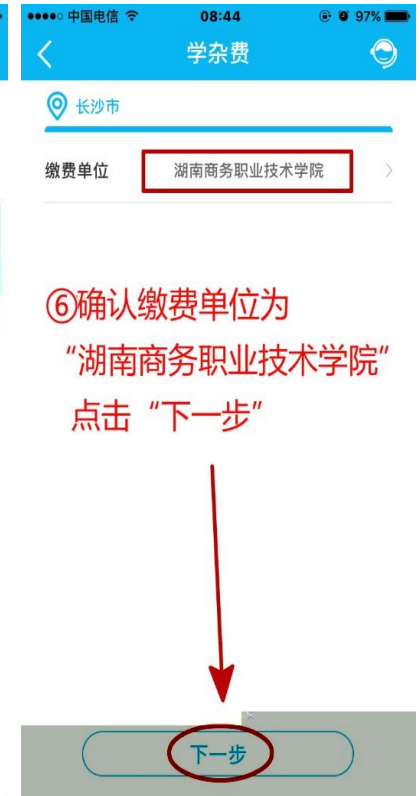 中国电信 08:44 97%
学杂费
长沙市
缴费单位 湖南商务职业技术学院
⑥确认缴费单位为
“湖南商务职业技术学院”
点击“下一步”
下一步